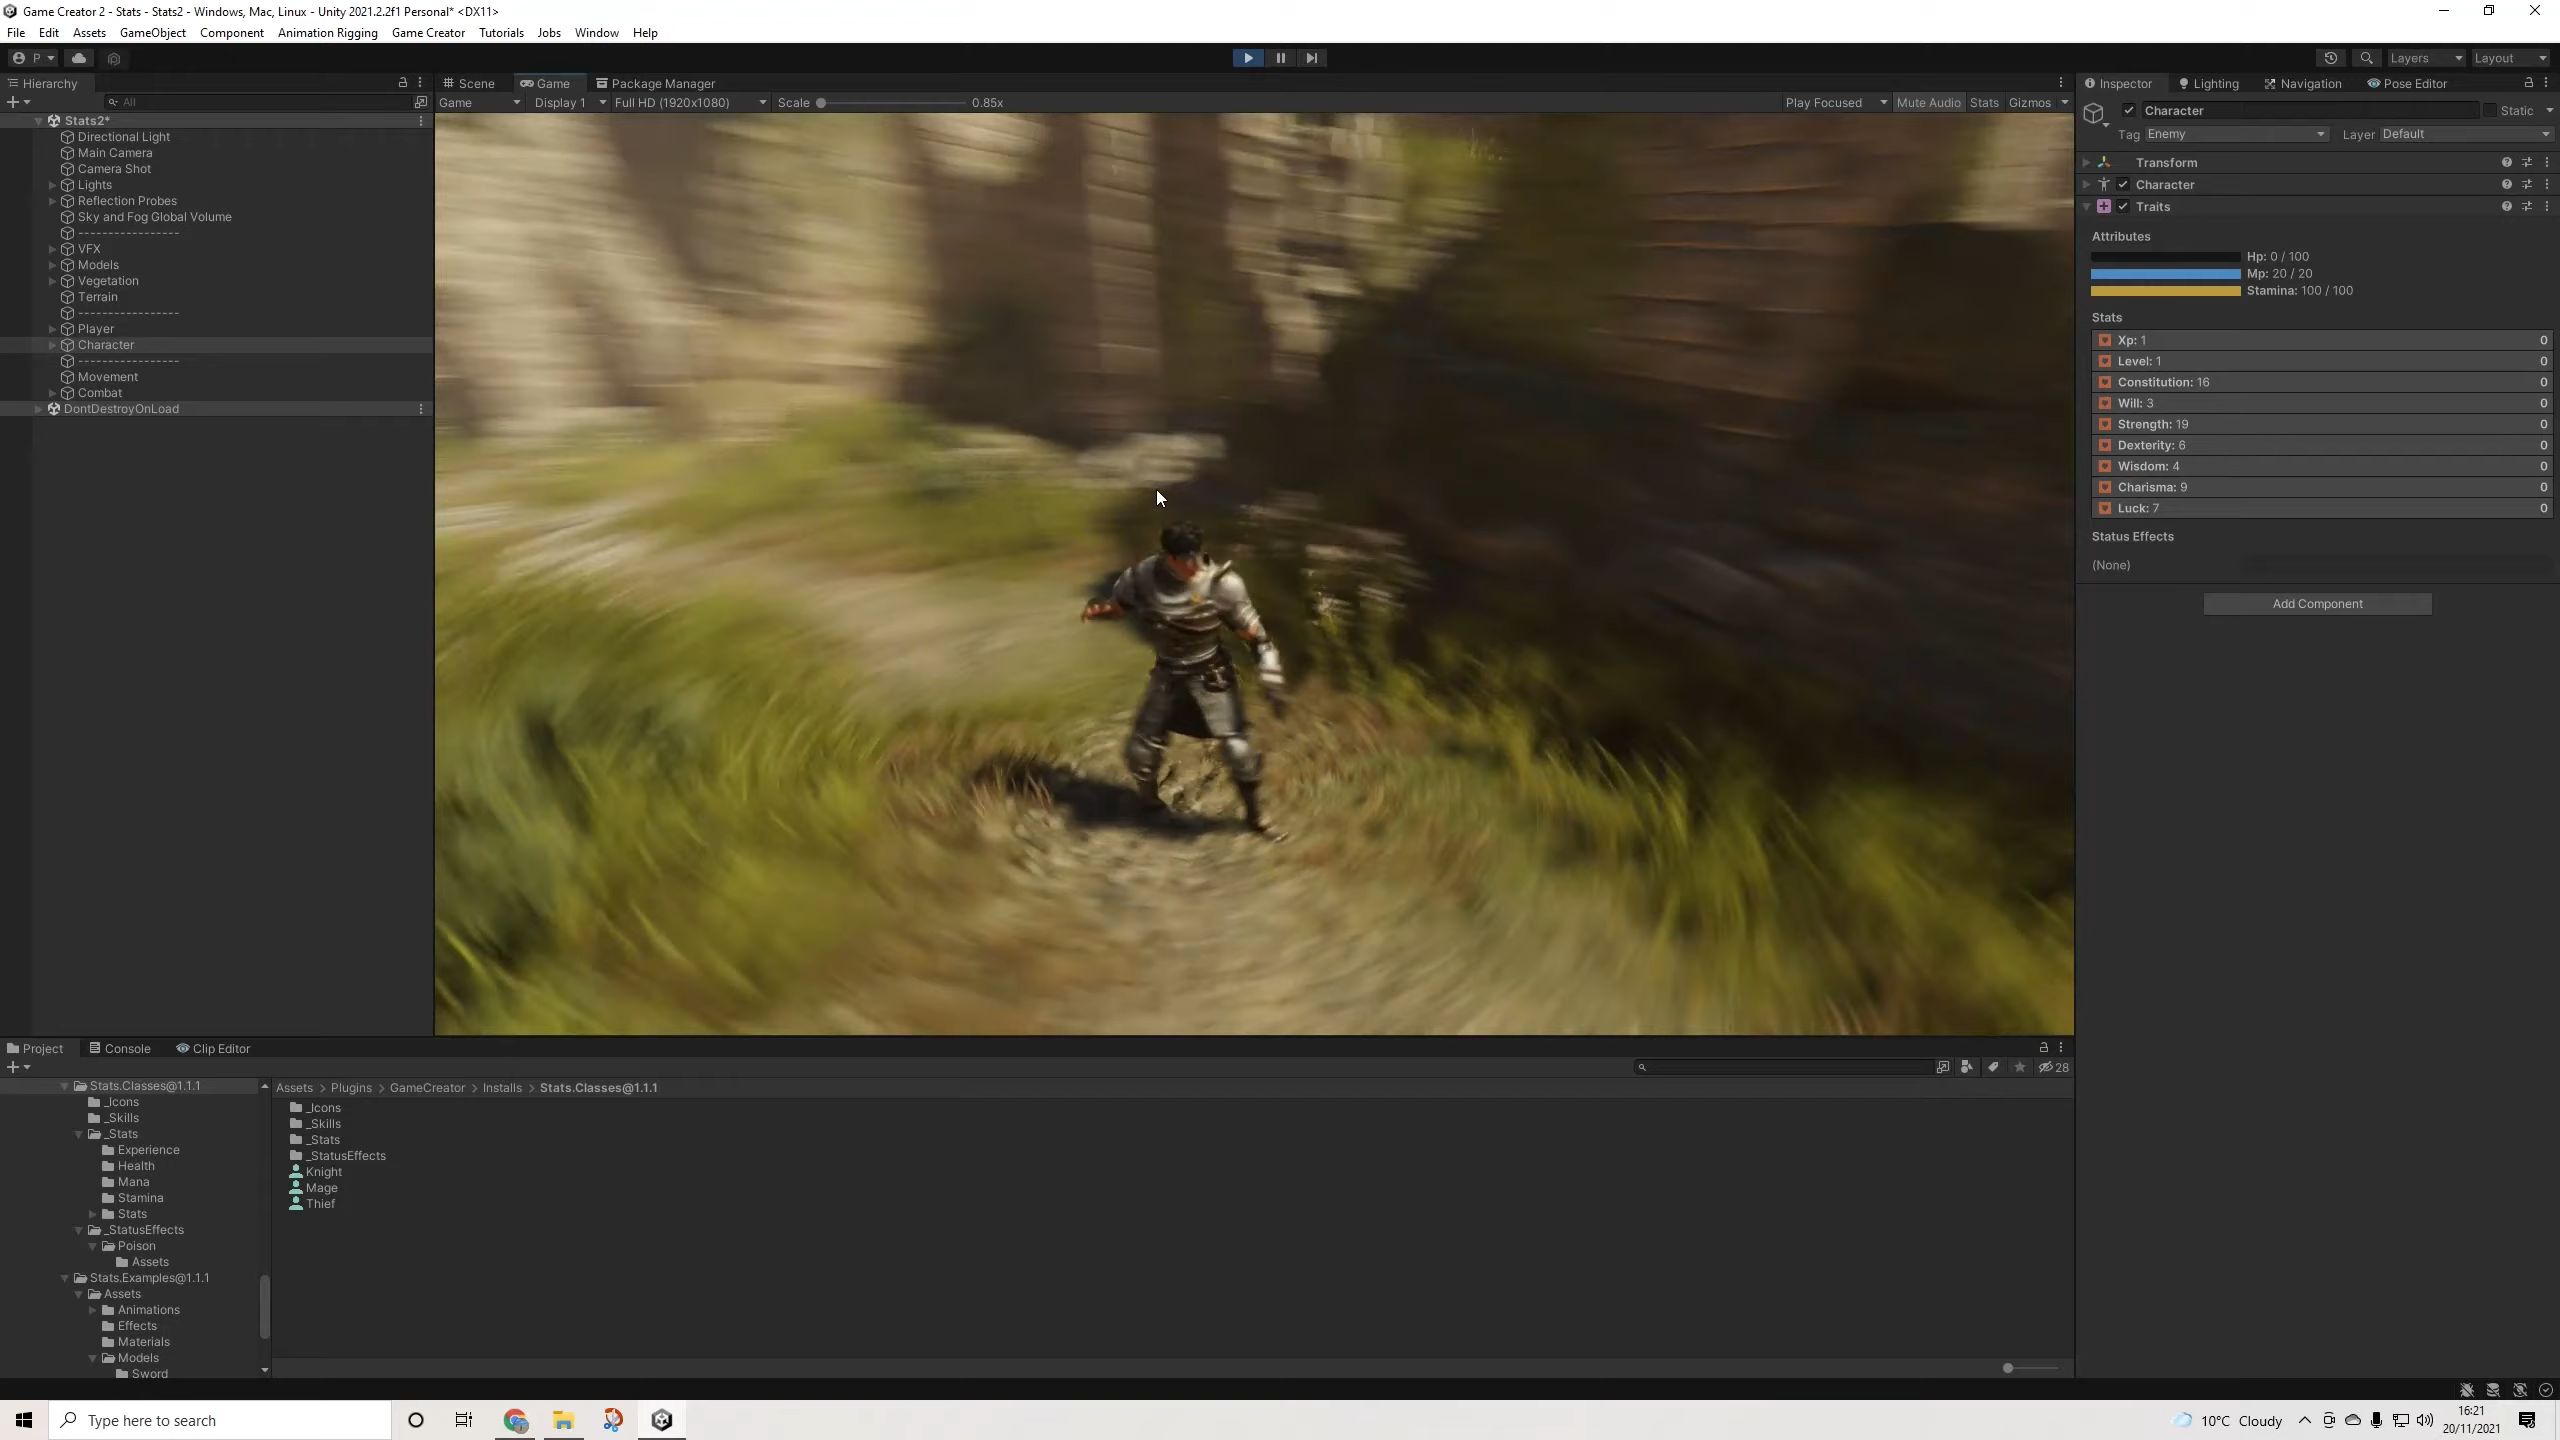 Game Creator 2 - Stats - Stats2 - Windows, Mac, Linux - Unity 2021.2.2f1 Personal* <DX11>
File Edit Assets GameObject Component Animation Rigging Game Creator Tutorials Jobs Window Help
P Layers Layout
Hierarchy
All
Stats2*
Directional Light
Main Camera
Camera Shot
Lights
Reflection Probes
Sky and Fog Global Volume
-----------------
VFX
Models
Vegetation
Terrain
-----------------
Player
Character
-----------------
Movement
Combat
DontDestroyOnLoad
Scene Game Package Manager
Game Display 1 Full HD (1920x1080) Scale 0.85x Play Focused Mute Audio Stats Gizmos
Inspector Lighting Navigation Pose Editor
Character Static
Tag Enemy Layer Default
Transform
Character
Traits
Attributes
Hp: 0 / 100
Mp: 20 / 20
Stamina: 100 / 100
Stats
Xp: 1 0
Level: 1 0
Constitution: 16 0
Will: 3 0
Strength: 19 0
Dexterity: 6 0
Wisdom: 4 0
Charisma: 9 0
Luck: 7 0
Status Effects
(None)
Add Component
Project Console Clip Editor
28
Stats.Classes@1.1.1
_Icons
_Skills
_Stats
Experience
Health
Mana
Stamina
Stats
_StatusEffects
Poison
Assets
Stats.Examples@1.1.1
Assets
Animations
Effects
Materials
Models
Sword
Assets > Plugins > GameCreator > Installs > Stats.Classes@1.1.1
_Icons
_Skills
_Stats
_StatusEffects
Knight
Mage
Thief
Type here to search
10°C Cloudy
16:21
20/11/2021